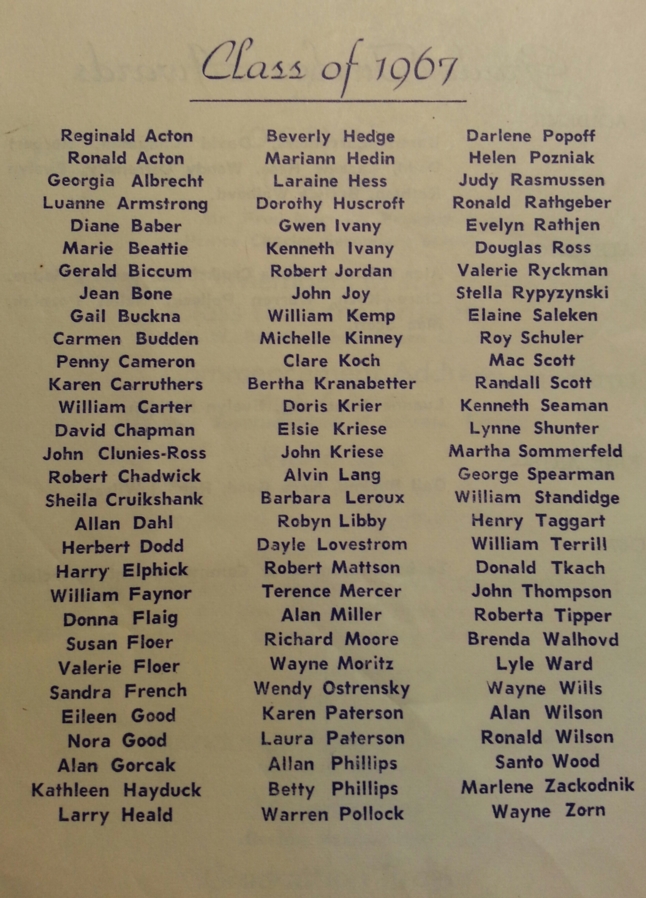 Class of 1967
Reginald Acton
Ronald Acton
Georgia Albrecht
Luanne Armstrong
Diane Baber
Marie Beattie
Gerald Biccum
Jean Bone
Gail Buckna
Carmen Budden
Penny Cameron
Karen Carruthers
William Carter
David Chapman
John Clunies-Ross
Robert Chadwick
Sheila Cruikshank
Allan Dahl
Herbert Dodd
Harry Elphick
William Faynor
Donna Flaig
Susan Floer
Valerie Floer
Sandra French
Eileen Good
Nora Good
Alan Gorcak
Kathleen Hayduck
Larry Heald
Beverly Hedge
Mariann Hedin
Laraine Hess
Dorothy Huscroft
Gwen Ivany
Kenneth Ivany
Robert Jordan
John Joy
William Kemp
Michelle Kinney
Clare Koch
Bertha Kranabetter
Doris Krier
Elsie Kriese
John Kriese
Alvin Lang
Barbara Leroux
Robyn Libby
Dayle Lovestrom
Robert Mattson
Terence Mercer
Alan Miller
Richard Moore
Wayne Moritz
Wendy Ostrensky
Karen Paterson
Laura Paterson
Allan Phillips
Betty Phillips
Warren Pollock
Darlene Popoff
Helen Pozniak
Judy Rasmussen
Ronald Rathgeber
Evelyn Rathjen
Douglas Ross
Valerie Ryckman
Stella Rypyzynski
Elaine Saleken
Roy Schuler
Mac Scott
Randall Scott
Kenneth Seaman
Lynne Shunter
Martha Sommerfeld
George Spearman
William Standidge
Henry Taggart
William Terrill
Donald Tkach
John Thompson
Roberta Tipper
Brenda Walhovd
Lyle Ward
Wayne Wills
Alan Wilson
Ronald Wilson
Santo Wood
Marlene Zackodnik
Wayne Zorn